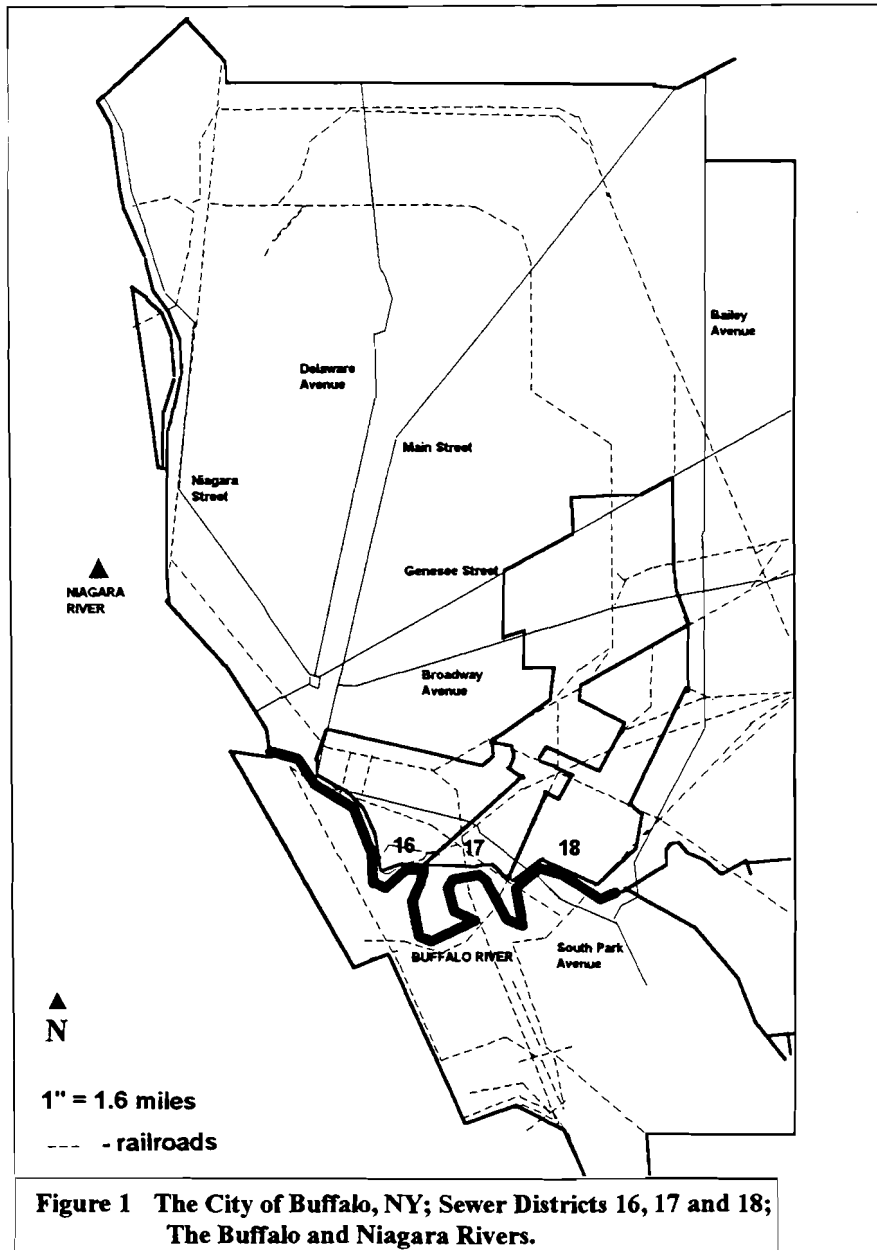 Bailey
Avenue
Delaware
Avenue
Main Street
Niagara
Street
Genesee Street
NIAGARA
RIVER
Broadway
Avenue
16
17
18
BUFFALO RIVER
South Park
Avenue
N
1" = 1.6 miles
--- - railroads
Figure 1 The City of Buffalo, NY; Sewer Districts 16, 17 and 18;
The Buffalo and Niagara Rivers.